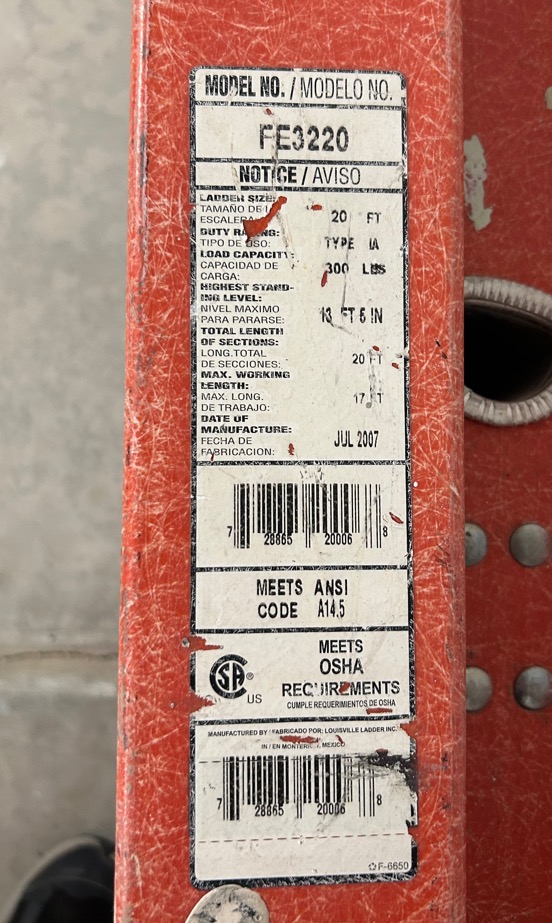 MODEL NO. / MODELO NO.
FE3220
NOTICE / AVISO
LADDER SIZE:
TAMAÑO DE
ESCALERA 20 FT
DUTY RATING:
TIPO DE USO: TYPE IA
LOAD CAPACITY:
CAPACIDAD DE 300 LBS
CARGA:
HIGHEST STAND-
ING LEVEL:
NIVEL MAXIMO
PARA PARARSE: 13 FT 5 IN
TOTAL LENGTH
OF SECTIONS:
LONG.TOTAL
DE SECCIONES: 20 FT
MAX. WORKING
LENGTH:
MAX. LONG. 17 FT
DE TRABAJO:
DATE OF
MANUFACTURE:
FECHA DE JUL 2007
FABRICACION:
7 28865 20006 8
MEETS ANSI
CODE A14.5
MEETS
OSHA
REQUIREMENTS
CUMPLE REQUERIMIENTOS DE OSHA
CSA
US
MANUFACTURED BY / FABRICADO POR: LOUISVILLE LADDER INC.
IN / EN MONTERREY, MEXICO
7 28865 20006 8
F-6650